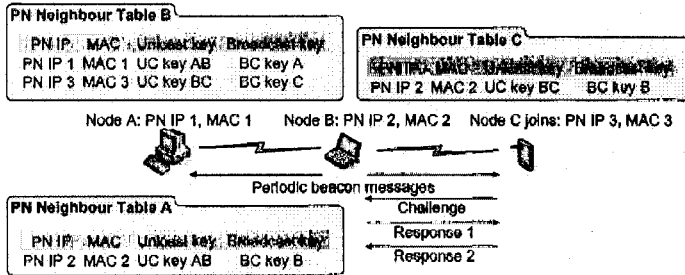 PN Neighbour Table B
PN IP MAC Unicast key Broadcast key
PN IP 1 MAC 1 UC key AB BC key A
PN IP 3 MAC 3 UC key BC BC key C
PN Neighbour Table C
MAC
PN IP 2 MAC 2 UC key BC BC key B
Node A: PN IP 1, MAC 1 Node B: PN IP 2, MAC 2 Node C joins: PN IP 3, MAC 3
Periodic beacon messages
Challenge
Response 1
Response 2
PN Neighbour Table A
PN IP MAC Unicast key Broadcast key
PN IP 2 MAC 2 UC key AB BC key B